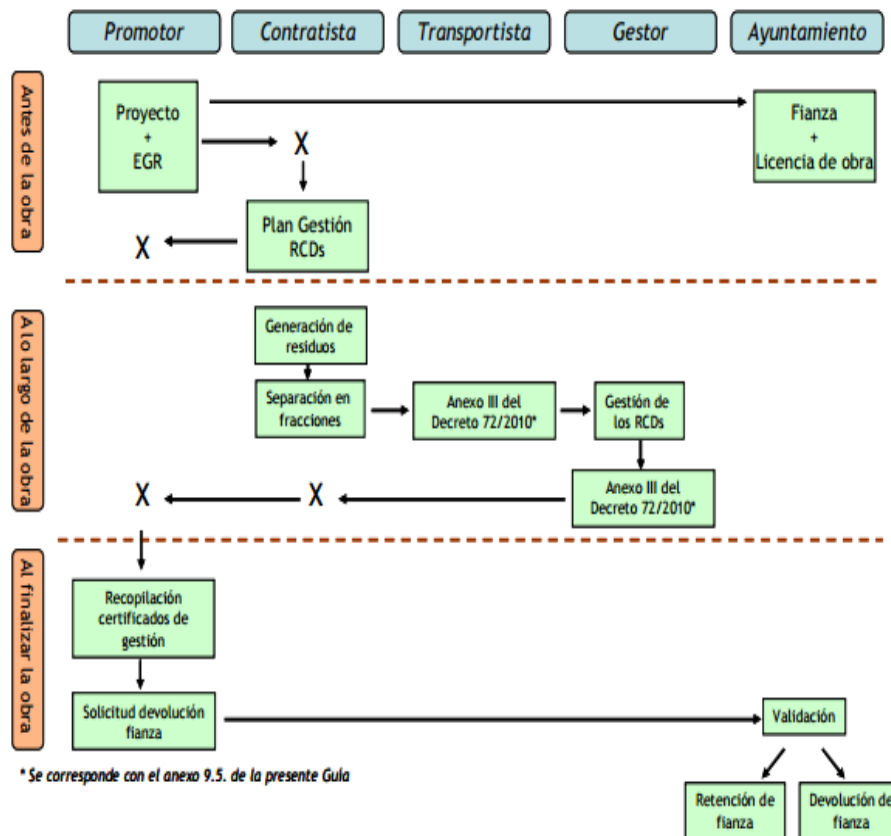 Promotor
Contratista
Transportista
Gestor
Ayuntamiento
Antes de la obra
Proyecto
+
EGR
X
Fianza
+
Licencia de obra
Plan Gestión
RCDs
X
A lo largo de la obra
Generación de
residuos
Separación en
fracciones
Anexo III del
Decreto 72/2010*
Gestión de
los RCDs
Anexo III del
Decreto 72/2010*
X
X
Al finalizar la obra
Recopilación
certificados de
gestión
Solicitud devolución
fianza
Validación
* Se corresponde con el anexo 9.5. de la presente Guía
Retención de
fianza
Devolución de
fianza